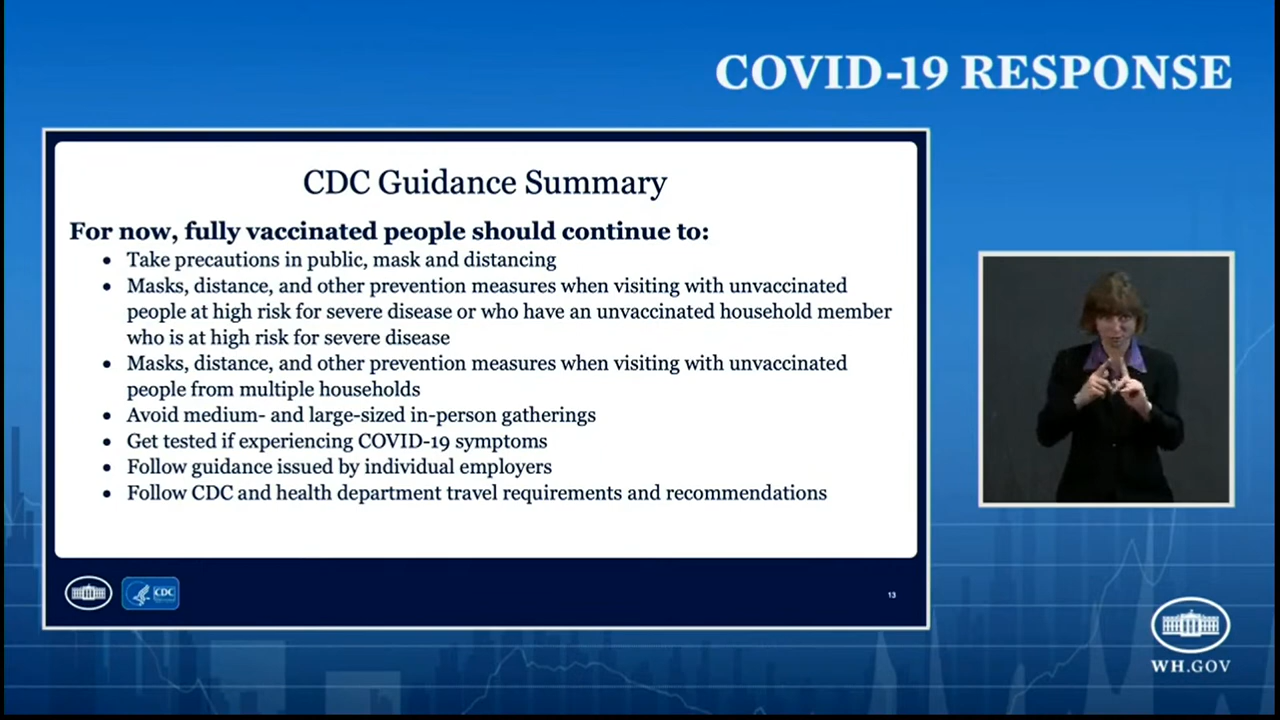 COVID-19 RESPONSE
CDC Guidance Summary
For now, fully vaccinated people should continue to:
• Take precautions in public, mask and distancing
• Masks, distance, and other prevention measures when visiting with unvaccinated
people at high risk for severe disease or who have an unvaccinated household member
who is at high risk for severe disease
• Masks, distance, and other prevention measures when visiting with unvaccinated
people from multiple households
• Avoid medium- and large-sized in-person gatherings
• Get tested if experiencing COVID-19 symptoms
• Follow guidance issued by individual employers
• Follow CDC and health department travel requirements and recommendations
CDC
13
WH.GOV